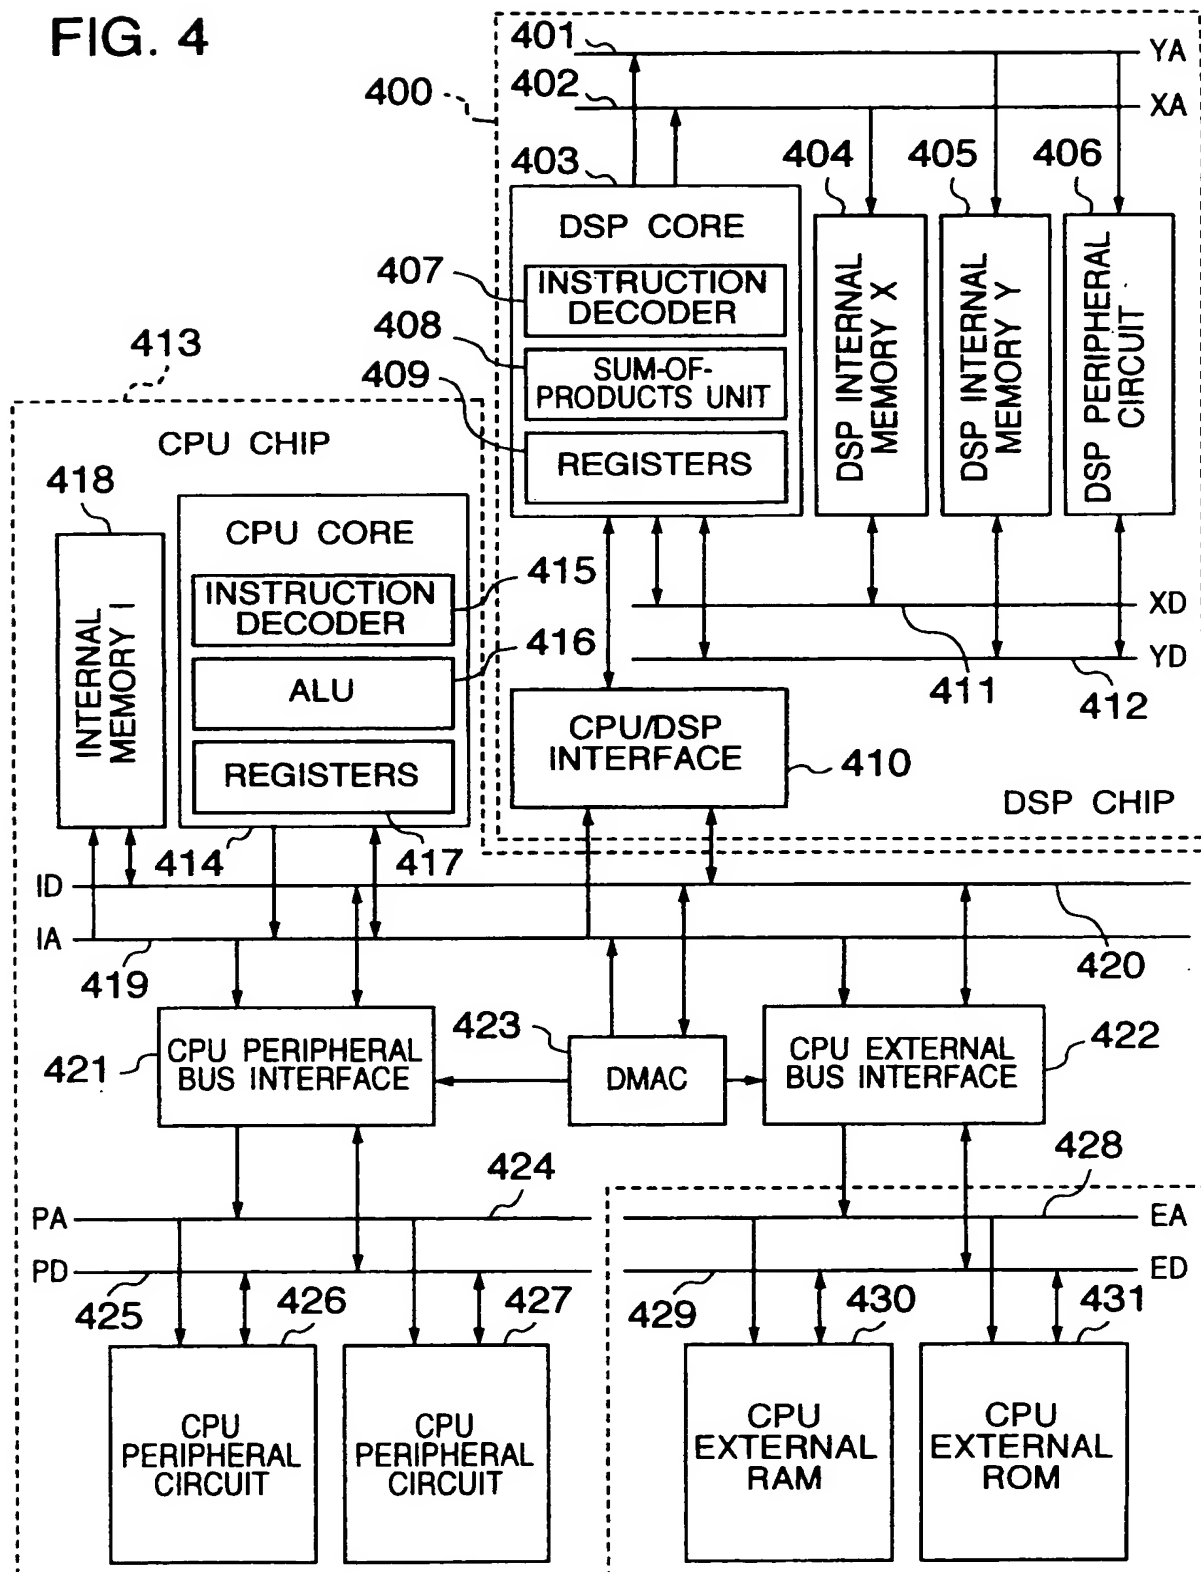 FIG. 4
401
YA
400
402
XA
403
404
405
406
DSP CORE
407
INSTRUCTION
DECODER
408
SUM-OF-
PRODUCTS UNIT
409
REGISTERS
DSP INTERNAL
MEMORY X
DSP INTERNAL
MEMORY Y
DSP PERIPHERAL
CIRCUIT
XD
YD
411
412
CPU/DSP
INTERFACE
410
DSP CHIP
413
CPU CHIP
418
INTERNAL
MEMORY I
CPU CORE
INSTRUCTION
DECODER
415
ALU
416
REGISTERS
414
417
ID
IA
419
420
421
CPU PERIPHERAL
BUS INTERFACE
423
DMAC
CPU EXTERNAL
BUS INTERFACE
422
424
428
PA
EA
PD
ED
425
426
427
429
430
431
CPU
PERIPHERAL
CIRCUIT
CPU
PERIPHERAL
CIRCUIT
CPU
EXTERNAL
RAM
CPU
EXTERNAL
ROM